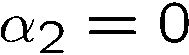 α₂ = 0